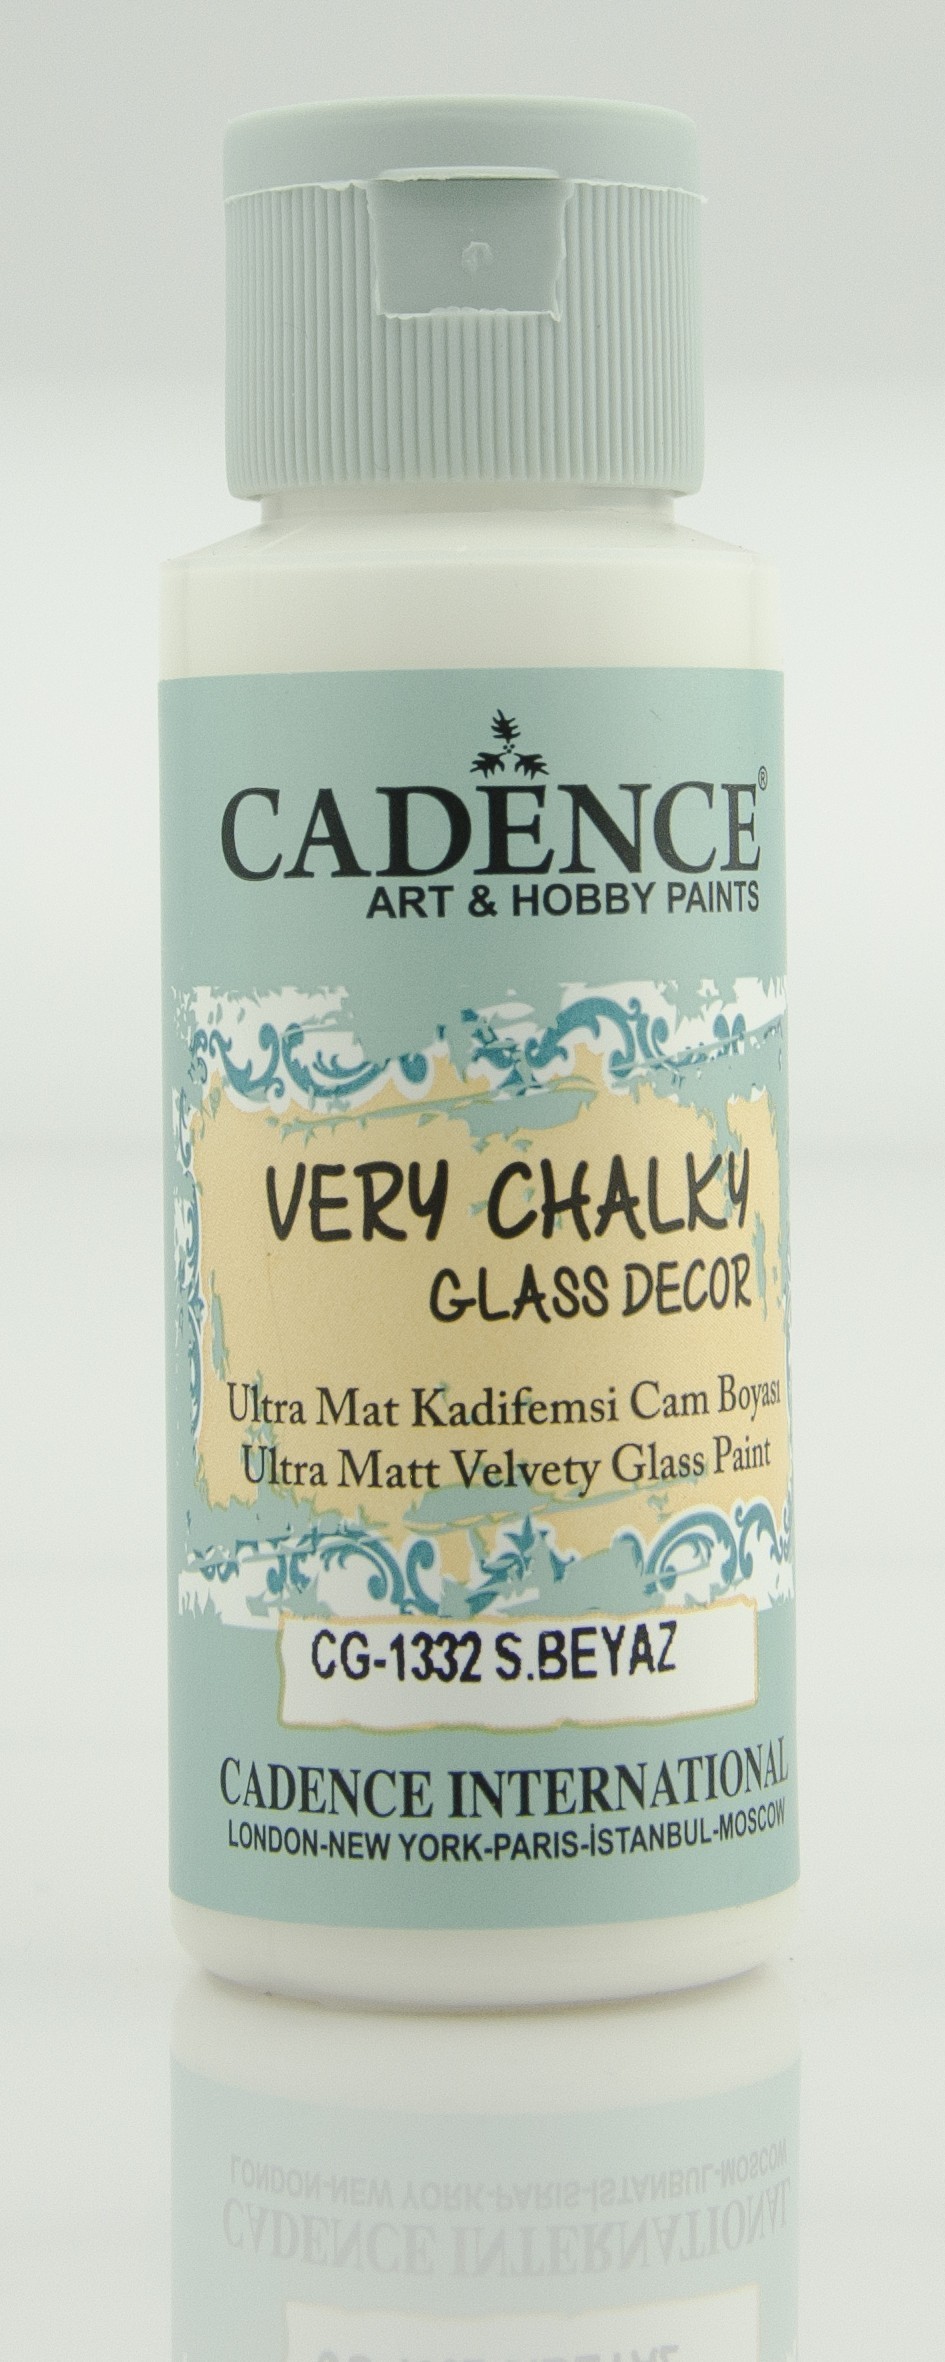 CADENCE®
ART & HOBBY PAINTS
VERY CHALKY
GLASS DECOR
Ultra Mat Kadifemsi Cam Boyası
Ultra Matt Velvety Glass Paint
CG-1332 S.BEYAZ
CADENCE INTERNATIONAL
LONDON-NEW YORK-PARIS-İSTANBUL-MOSCOW